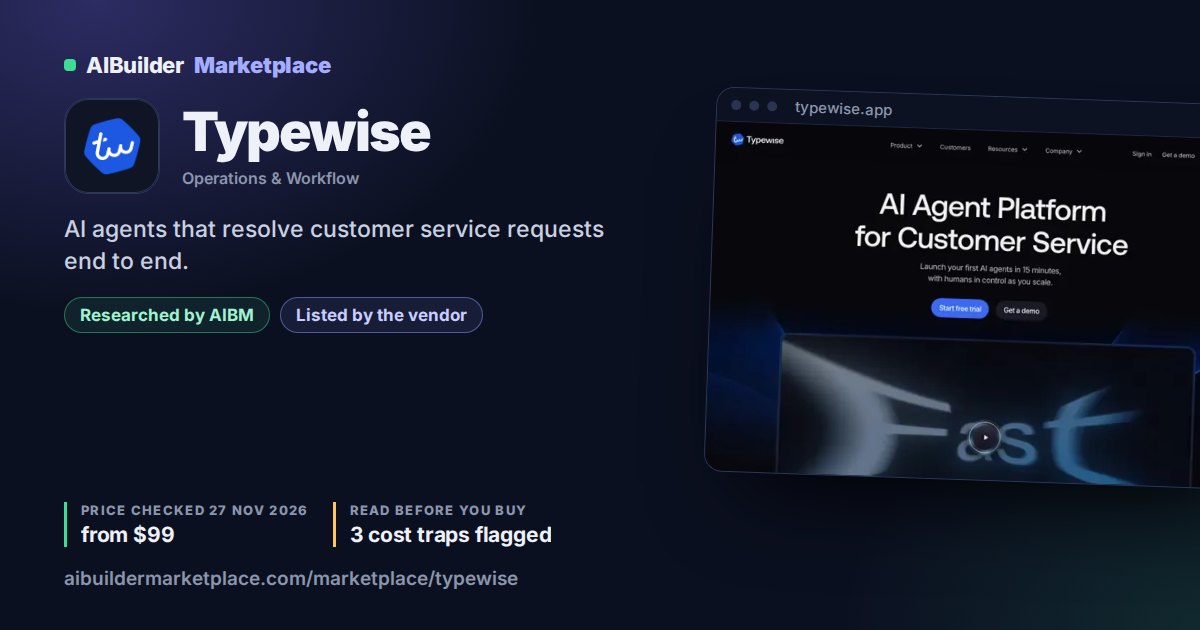 AIBuilder Marketplace
tw
Typewise
Operations & Workflow
AI agents that resolve customer service requests
end to end.
Researched by AIBM
Listed by the vendor
PRICE CHECKED 27 NOV 2026
from $99
READ BEFORE YOU BUY
3 cost traps flagged
aibuildermarketplace.com/marketplace/typewise
typewise.app
Typewise
Product
Customers
Resources
Company
Sign in
Get a demo
AI Agent Platform
for Customer Service
Launch your first AI agents in 15 minutes,
with humans in control as you scale.
Start free trial
Get a demo
Fast